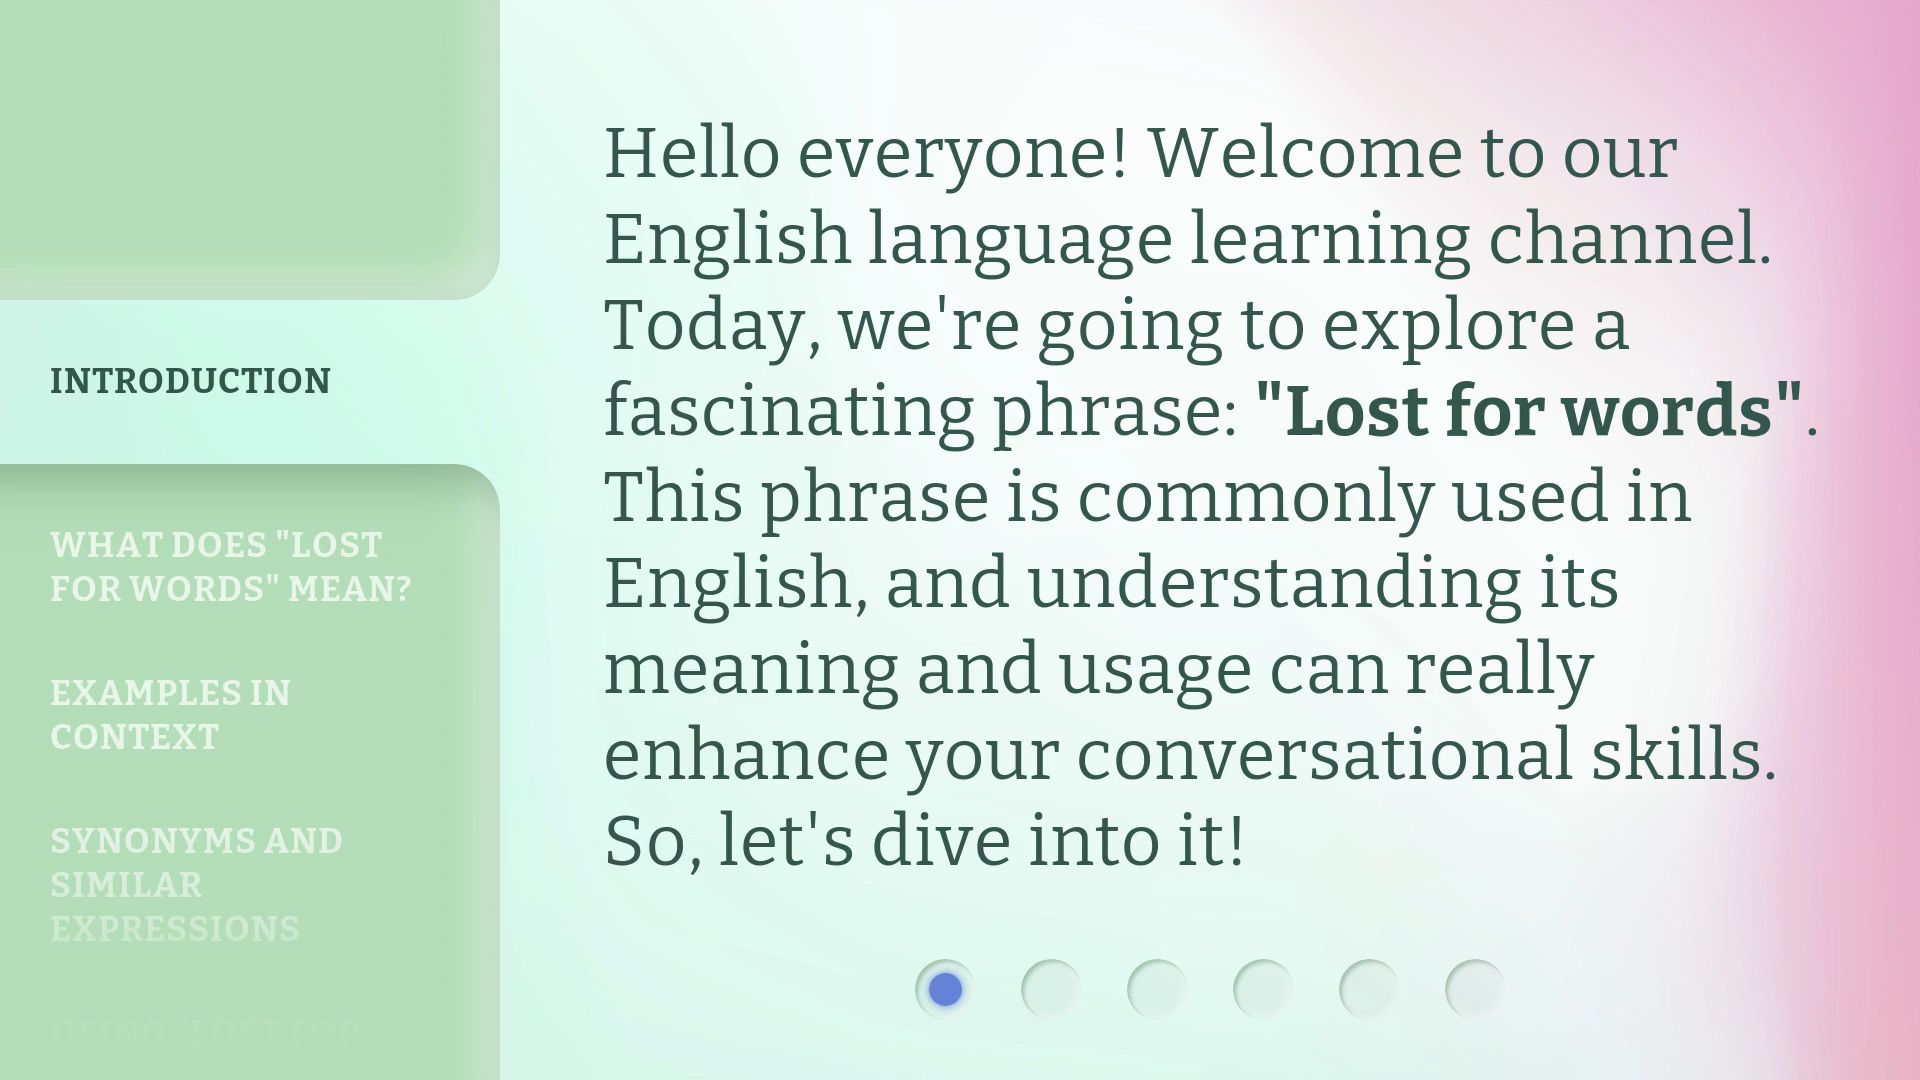 INTRODUCTION
WHAT DOES "LOST
FOR WORDS" MEAN?
EXAMPLES IN
CONTEXT
SYNONYMS AND
SIMILAR
EXPRESSIONS
USING "LOST FOR
Hello everyone! Welcome to our
English language learning channel.
Today, we're going to explore a
fascinating phrase: "Lost for words".
This phrase is commonly used in
English, and understanding its
meaning and usage can really
enhance your conversational skills.
So, let's dive into it!